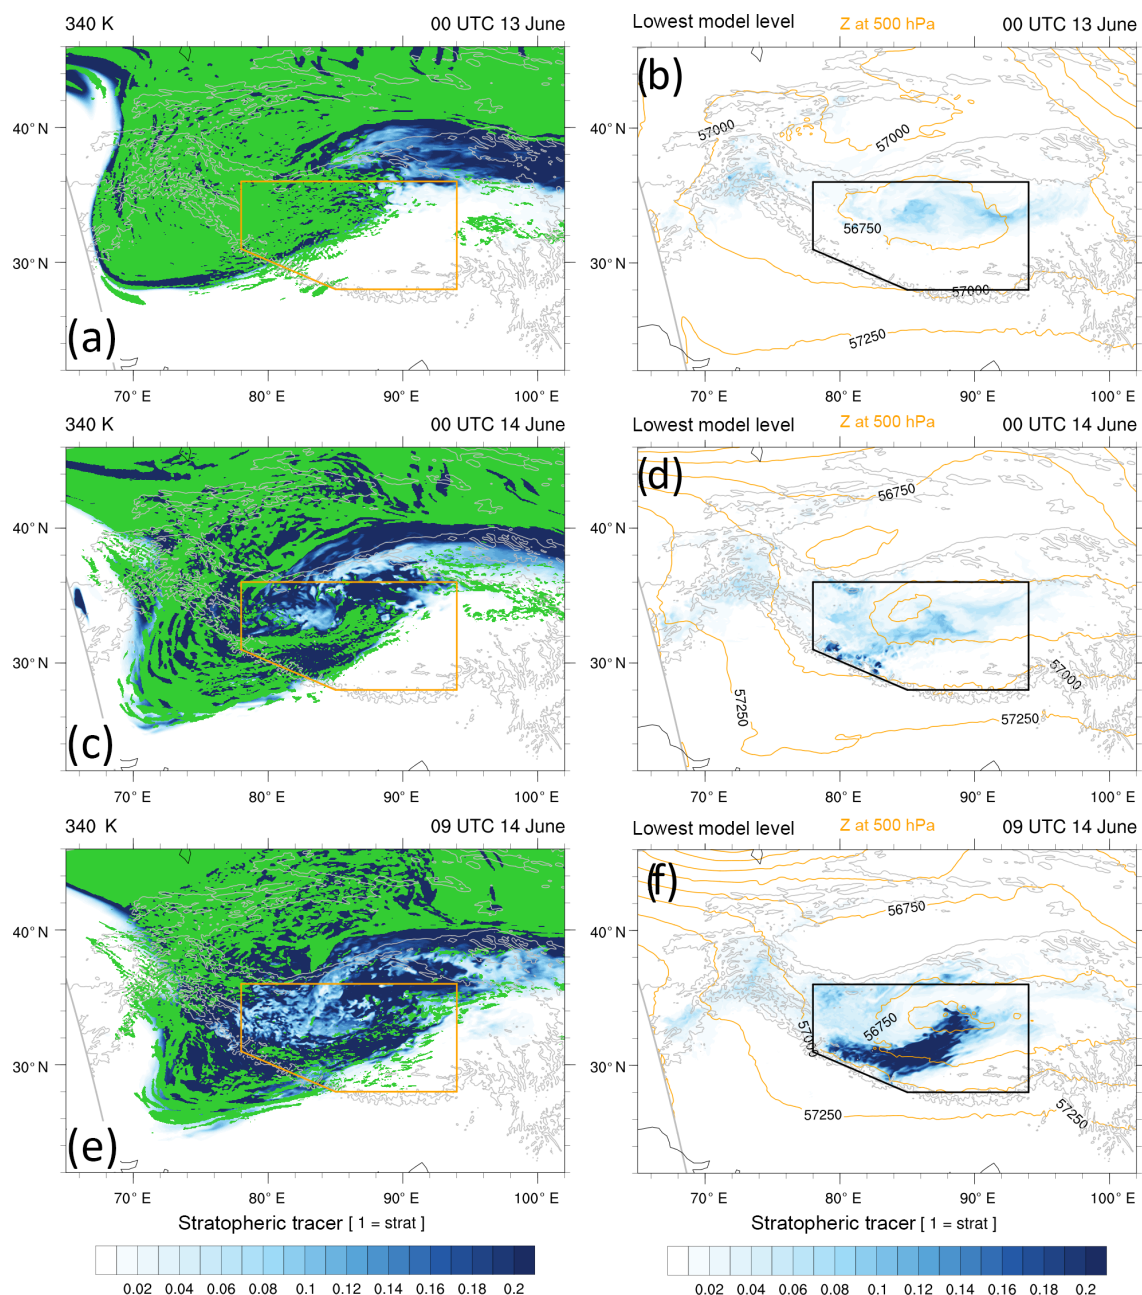 340 K 00 UTC 13 June
Lowest model level Z at 500 hPa 00 UTC 13 June
40° N
30° N
(a)
70° E 80° E 90° E 100° E
(b)
57000
57000
56750
57000
57250
40° N
30° N
70° E 80° E 90° E 100° E
340 K 00 UTC 14 June
Lowest model level Z at 500 hPa 00 UTC 14 June
40° N
30° N
(c)
70° E 80° E 90° E 100° E
(d)
56750
57000
57250
57250
40° N
30° N
70° E 80° E 90° E 100° E
340 K 09 UTC 14 June
Lowest model level Z at 500 hPa 09 UTC 14 June
40° N
30° N
(e)
70° E 80° E 90° E 100° E
(f)
56750
56750
57000
57250
57250
40° N
30° N
70° E 80° E 90° E 100° E
Stratopheric tracer [ 1 = strat ]
0.02 0.04 0.06 0.08 0.1 0.12 0.14 0.16 0.18 0.2
Stratopheric tracer [ 1 = strat ]
0.02 0.04 0.06 0.08 0.1 0.12 0.14 0.16 0.18 0.2